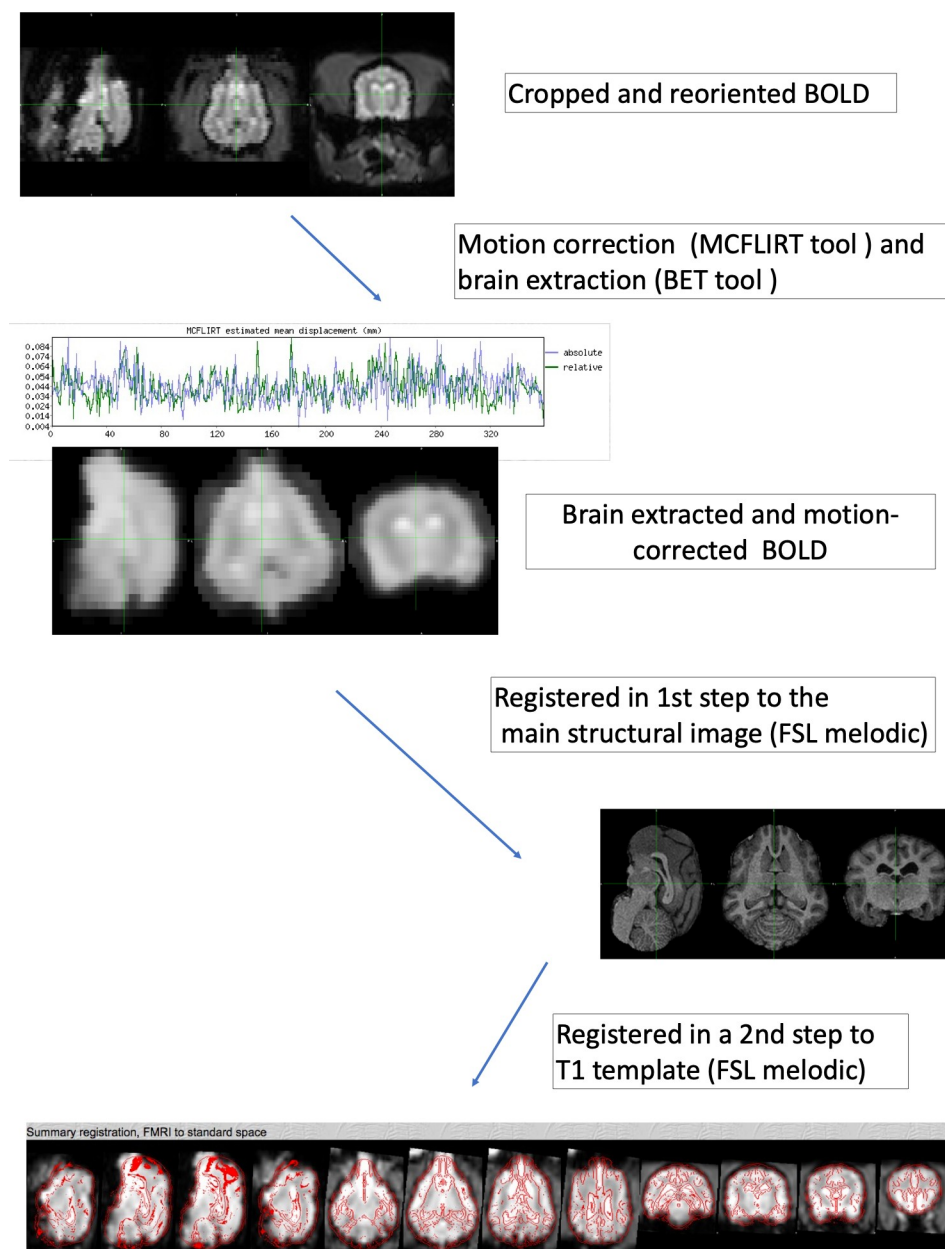 Cropped and reoriented BOLD
Motion correction (MCFLIRT tool ) and
brain extraction (BET tool )
MCFLIRT estimated mean displacement (mm)
0.084
0.074
0.064
0.054
0.044
0.034
0.024
0.014
0.004
absolute
relative
0 40 80 120 160 200 240 280 320
Brain extracted and motion-
corrected BOLD
Registered in 1st step to the
main structural image (FSL melodic)
Registered in a 2nd step to
T1 template (FSL melodic)
Summary registration, FMRI to standard space